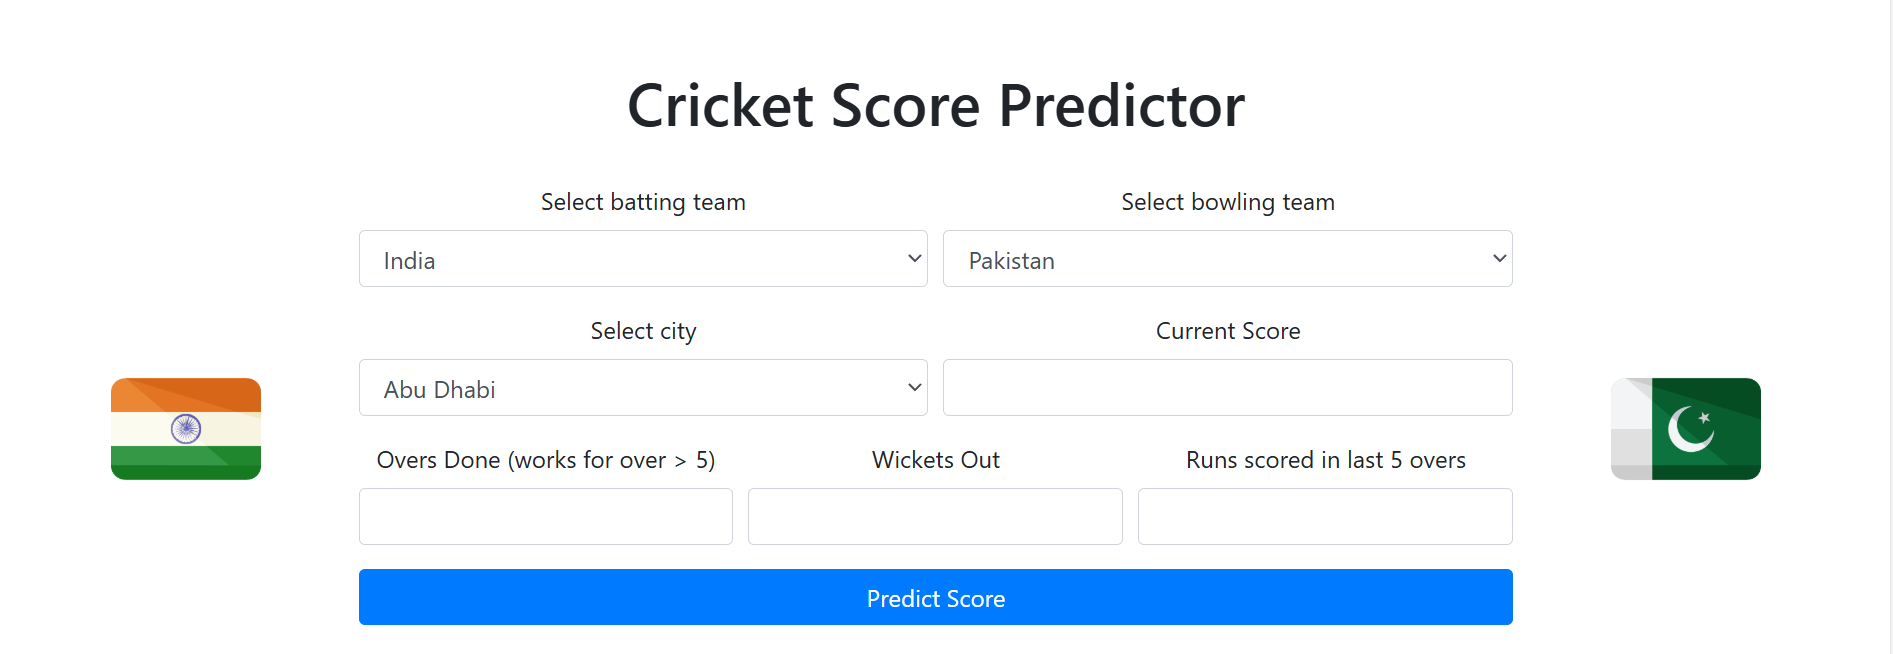 Cricket Score Predictor
Select batting team
Select bowling team
India
Pakistan
Select city
Current Score
Abu Dhabi
Overs Done (works for over > 5)
Wickets Out
Runs scored in last 5 overs
Predict Score